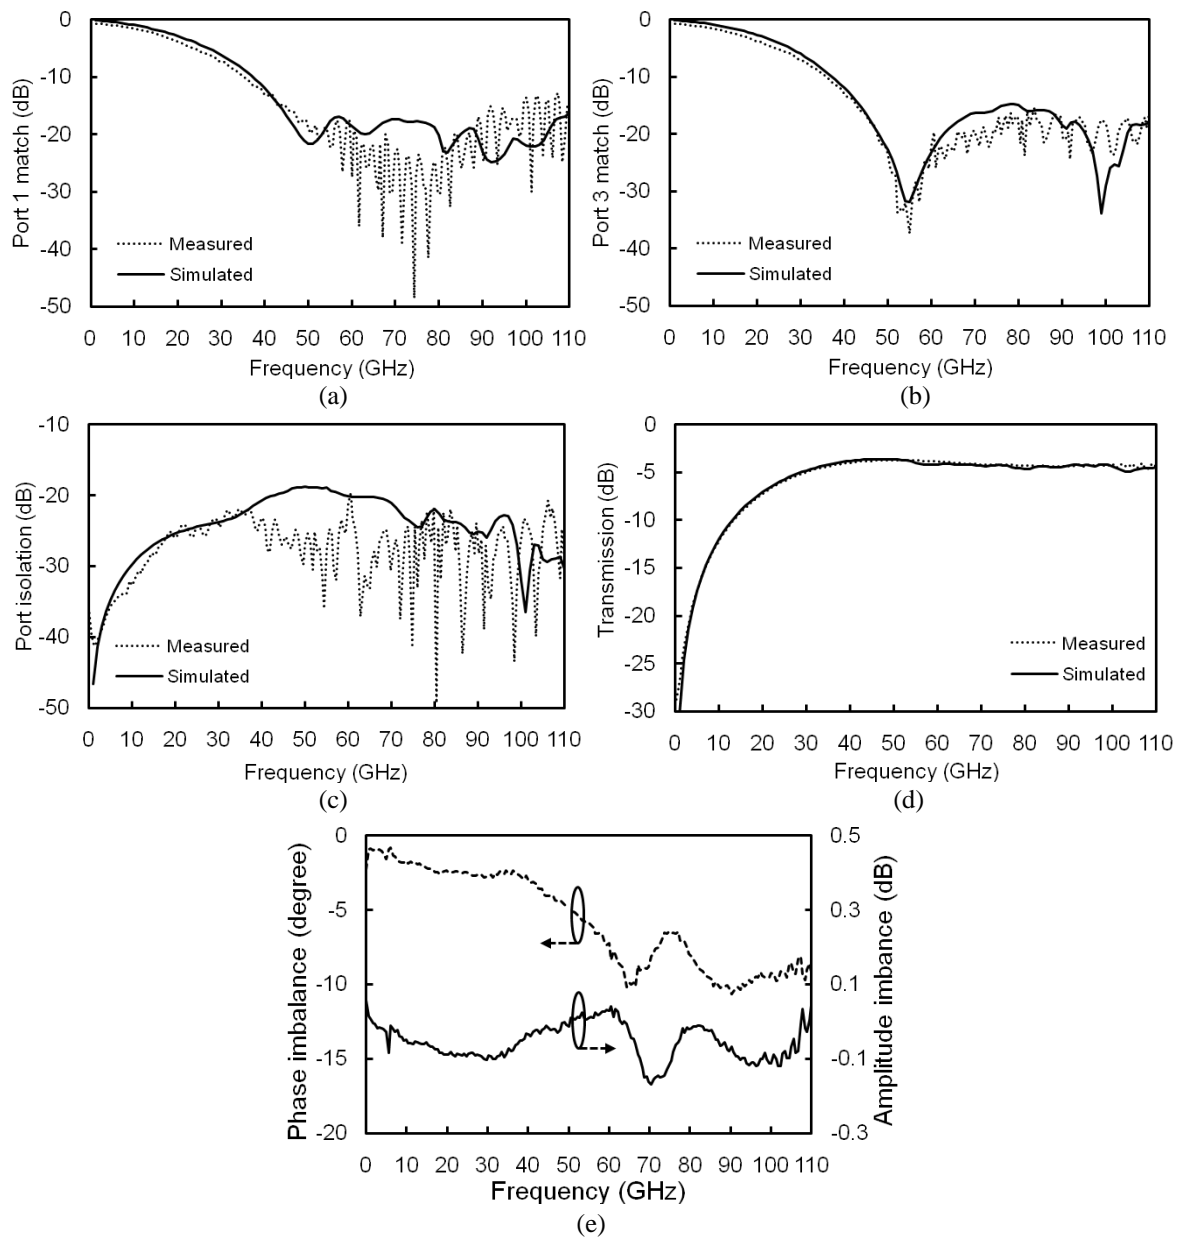 0
-10
-20
-30
-40
-50
Port 1 match (dB)
Measured
Simulated
0 10 20 30 40 50 60 70 80 90 100 110
Frequency (GHz)
(a)
0
-10
-20
-30
-40
-50
Port 3 match (dB)
Measured
Simulated
0 10 20 30 40 50 60 70 80 90 100 110
Frequency (GHz)
(b)
-10
-20
-30
-40
-50
Port isolation (dB)
Measured
Simulated
0 10 20 30 40 50 60 70 80 90 100 110
Frequency (GHz)
(c)
0
-5
-10
-15
-20
-25
-30
Transmission (dB)
Measured
Simulated
0 10 20 30 40 50 60 70 80 90 100 110
Frequency (GHz)
(d)
0
-5
-10
-15
-20
Phase imbalance (degree)
0.5
0.3
0.1
-0.1
-0.3
Amplitude imbance (dB)
0 10 20 30 40 50 60 70 80 90 100 110
Frequency (GHz)
(e)